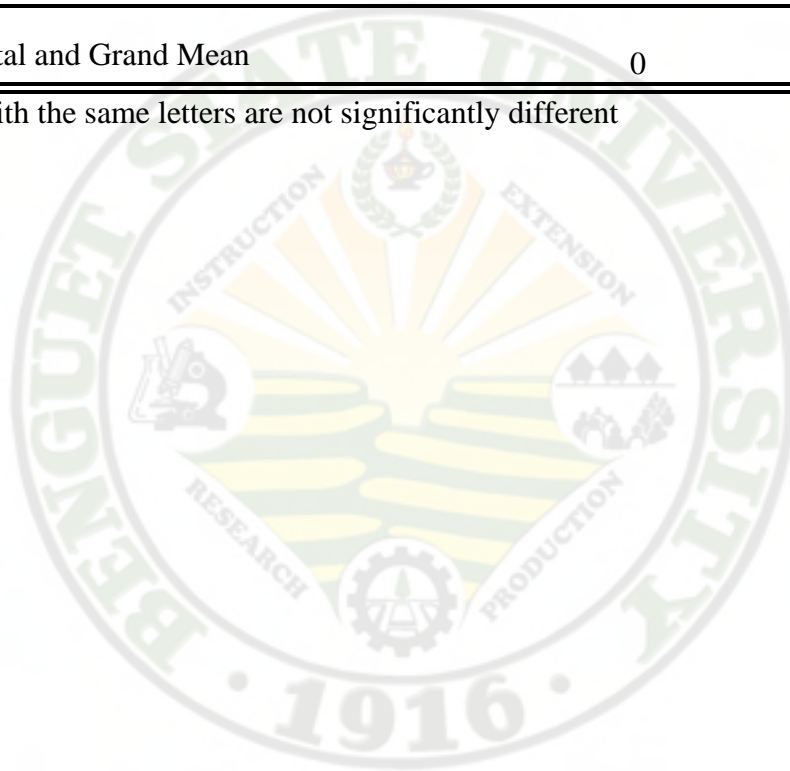 tal and Grand Mean 0
ith the same letters are not significantly different
BENGUET STATE UNIVERSITY
INSTRUCTION
EXTENSION
RESEARCH
PRODUCTION
· 1916 ·